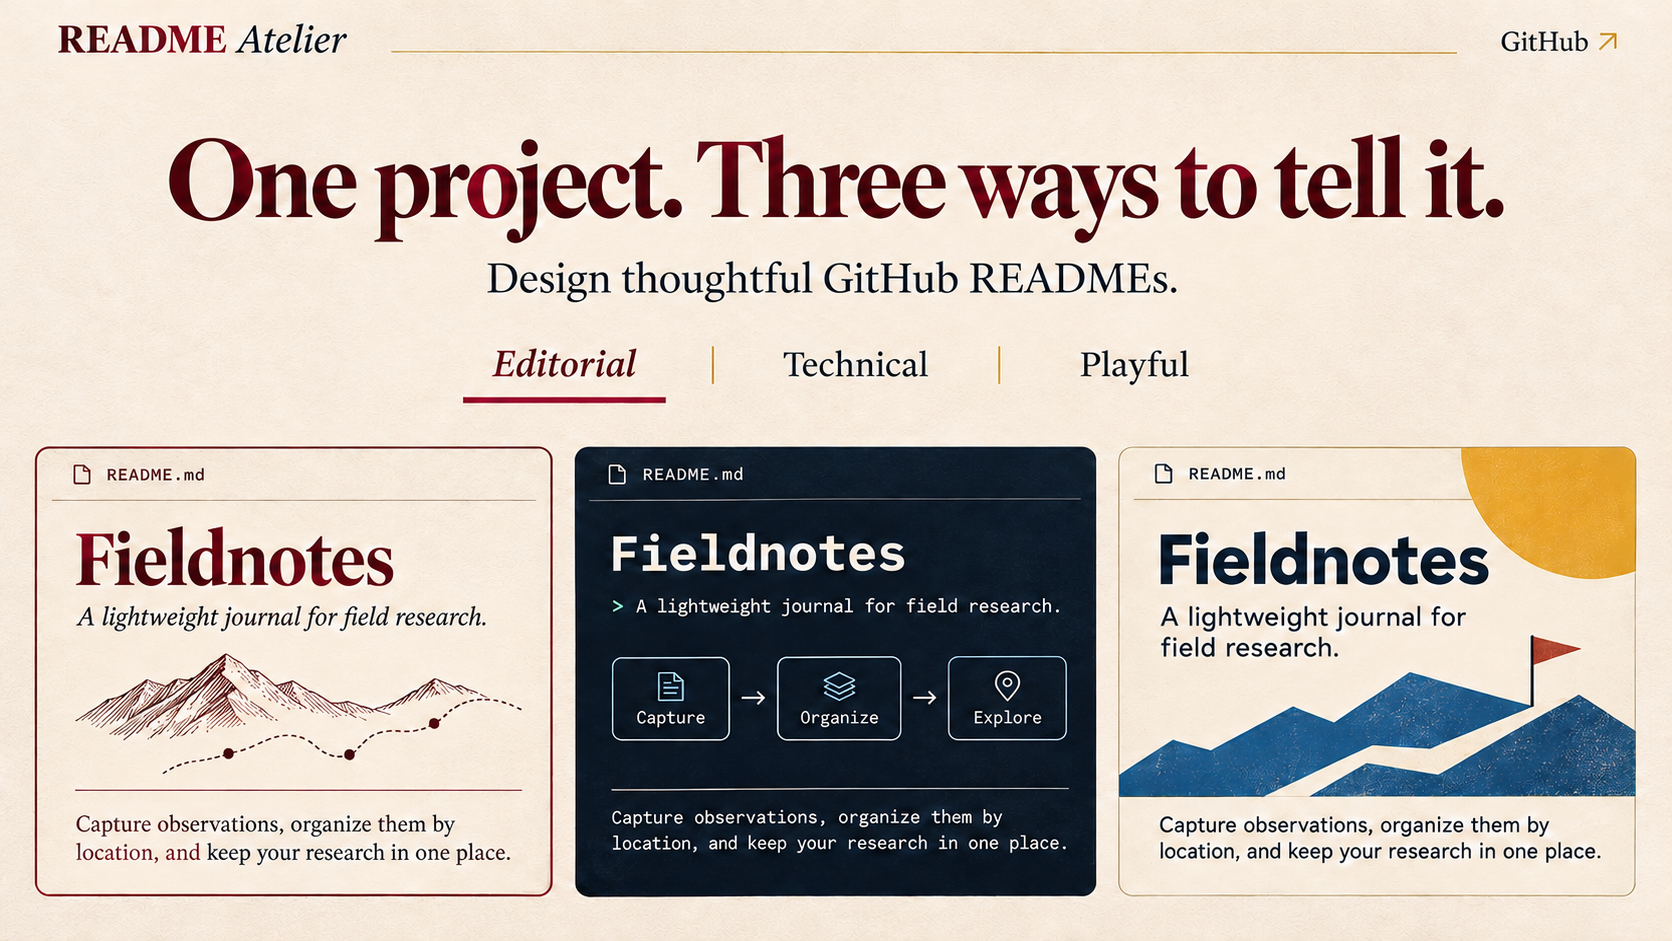 README Atelier
GitHub
One project. Three ways to tell it.
Design thoughtful GitHub READMEs.
Editorial
Technical
Playful
README.md
Fieldnotes
A lightweight journal for field research.
Capture observations, organize them by
location, and keep your research in one place.
README.md
Fieldnotes
> A lightweight journal for field research.
Capture
Organize
Explore
Capture observations, organize them by
location, and keep your research in one place.
README.md
Fieldnotes
A lightweight journal for
field research.
Capture observations, organize them by
location, and keep your research in one place.